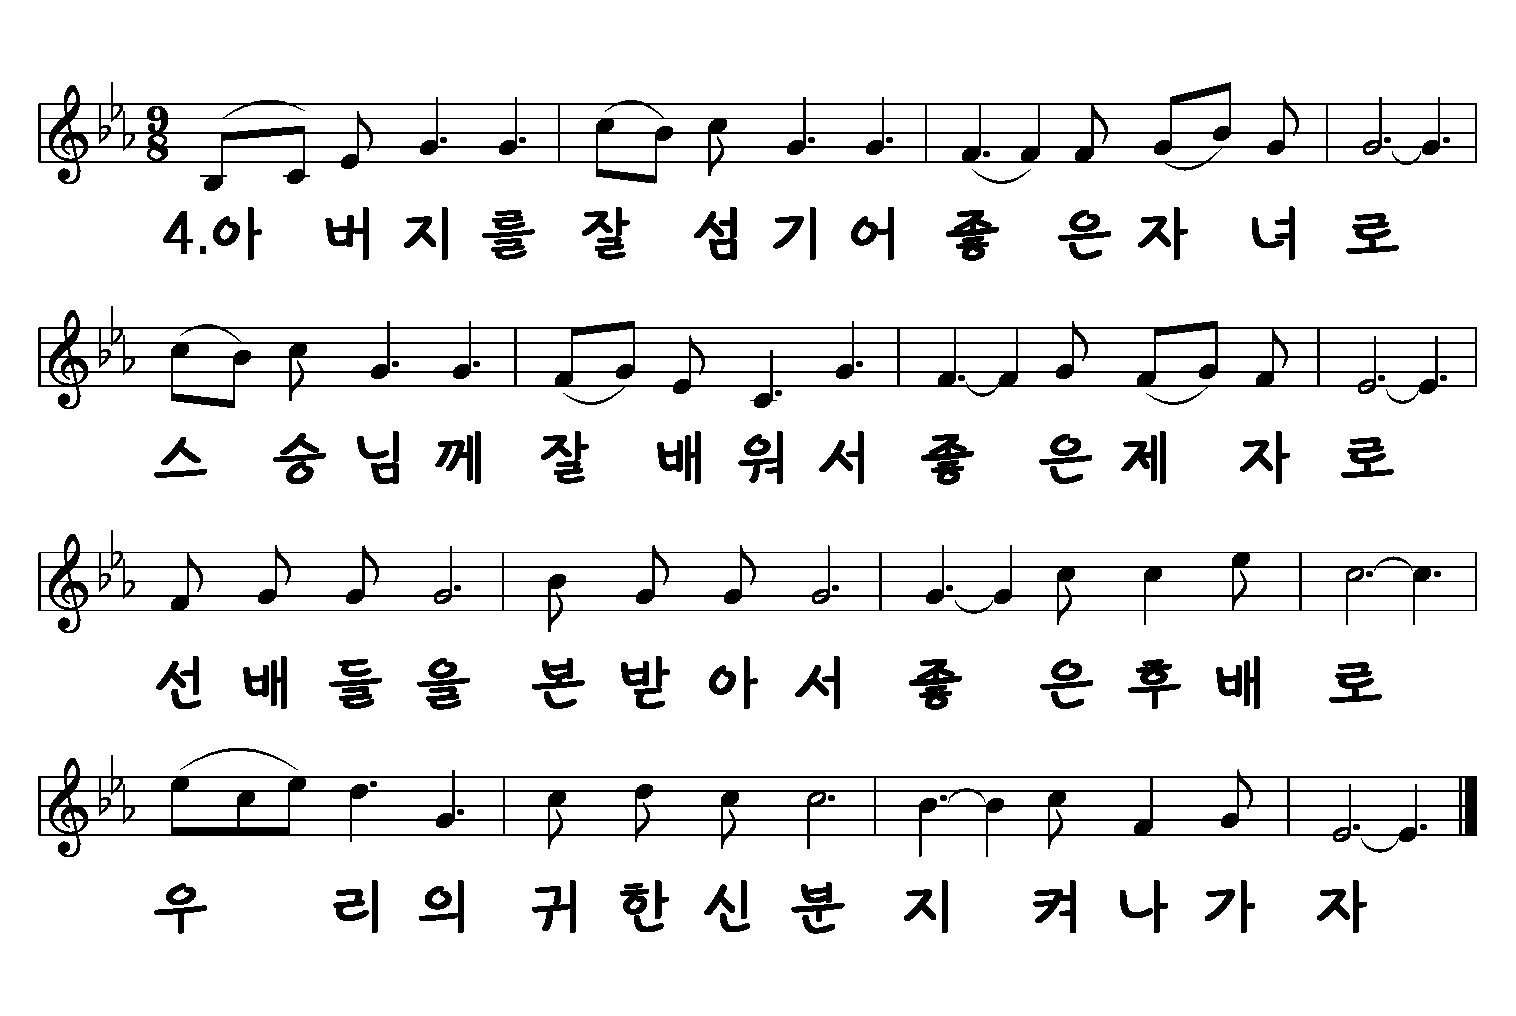 4.아 버 지 를 잘 섬 기 어 좋 은 자 녀 로
스 승 님 께 잘 배 워 서 좋 은 제 자 로
선 배 들 을 본 받 아 서 좋 은 후 배 로
우 리 의 귀 한 신 분 지 켜 나 가 자